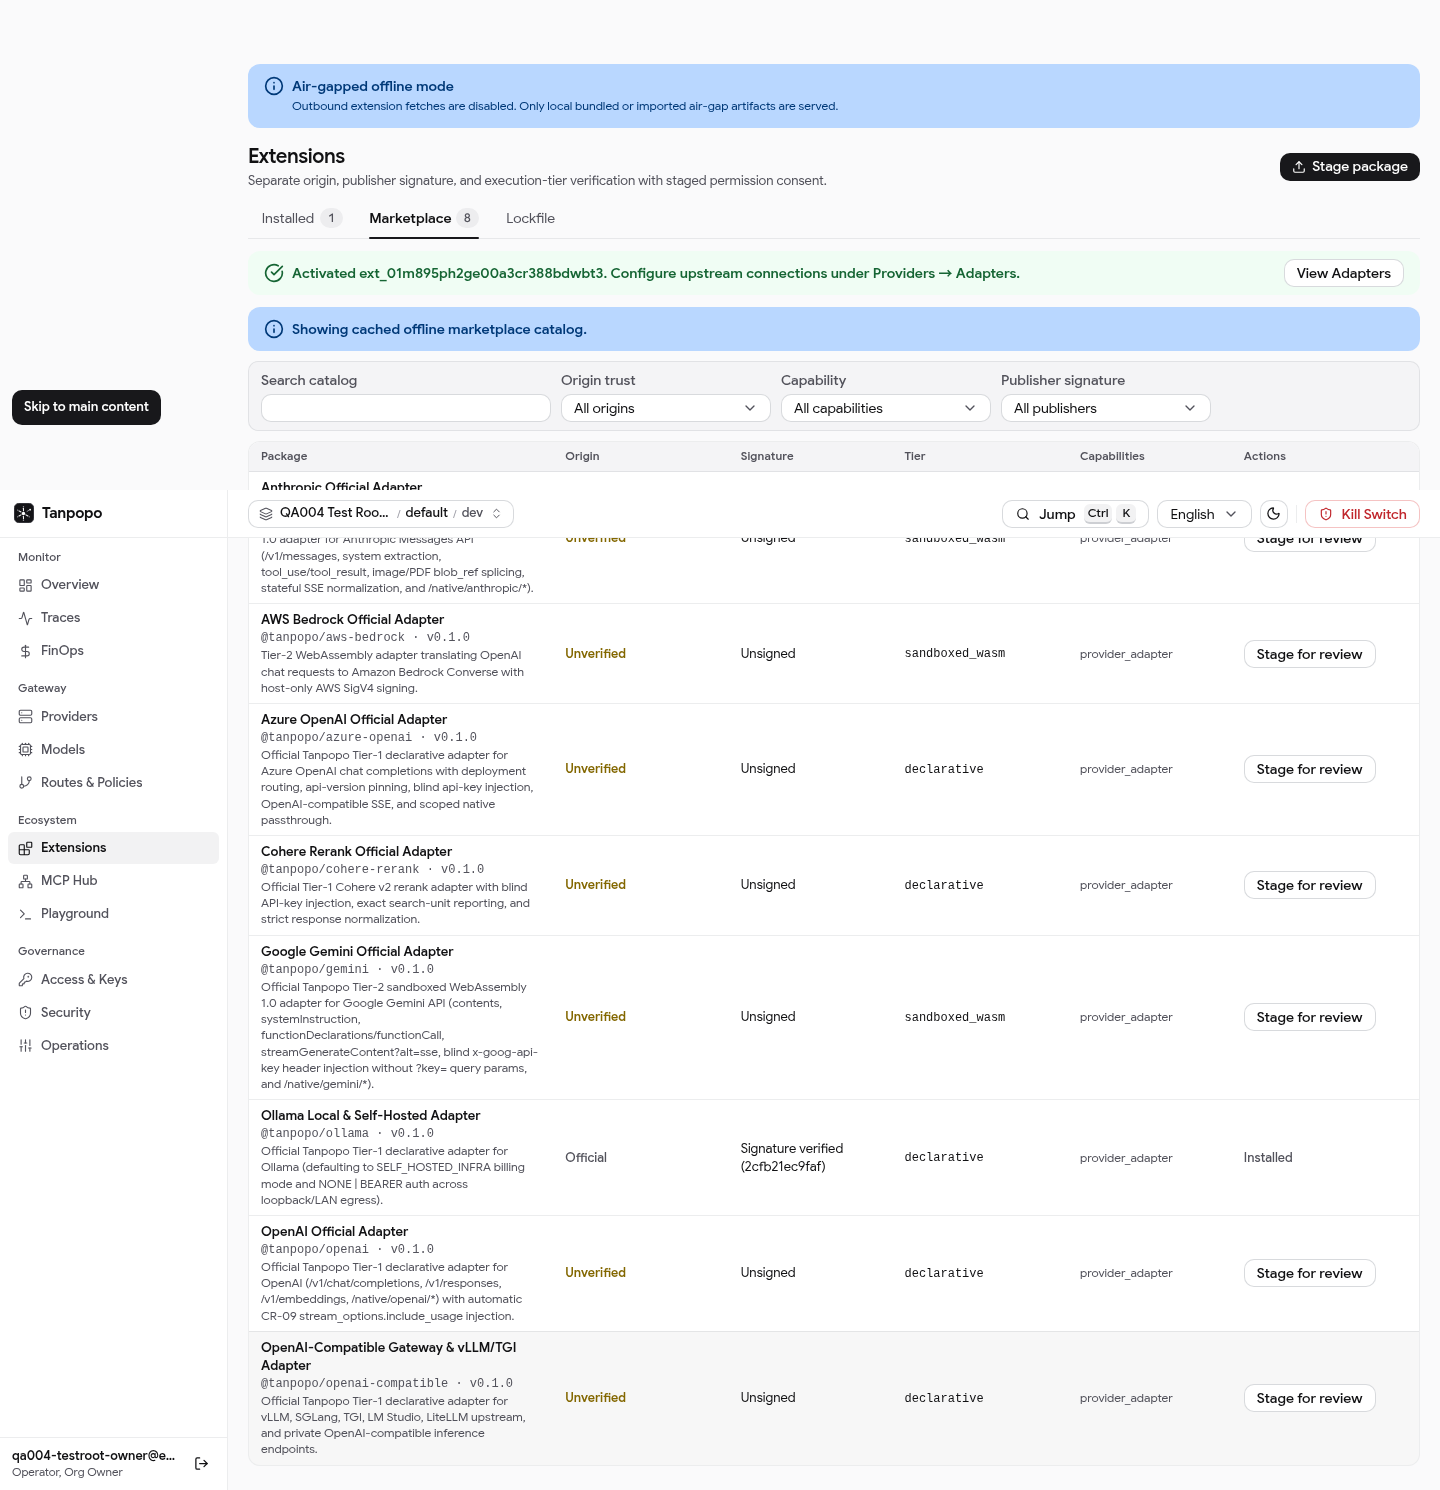 Air-gapped offline mode
Outbound extension fetches are disabled. Only local bundled or imported air-gap artifacts are served.
Extensions
Separate origin, publisher signature, and execution-tier verification with staged permission consent.
Stage package
Installed 1 Marketplace 8 Lockfile
Activated ext_01m895ph2ge00a3cr388bdwbt3. Configure upstream connections under Providers → Adapters.
View Adapters
Showing cached offline marketplace catalog.
Search catalog Origin trust Capability Publisher signature
All origins All capabilities All publishers
Skip to main content
Package Origin Signature Tier Capabilities Actions
Anthropic Official Adapter
Tanpopo
QA004 Test Roo... / default / dev
Jump Ctrl K
English
Kill Switch
Monitor
Overview
Traces
FinOps
Gateway
Providers
Models
Routes & Policies
Ecosystem
Extensions
MCP Hub
Playground
Governance
Access & Keys
Security
Operations
qa004-testroot-owner@e...
Operator, Org Owner
1.0 adapter for Anthropic Messages API
(/v1/messages, system extraction,
tool_use/tool_result, image/PDF blob_ref splicing,
stateful SSE normalization, and /native/anthropic/*).
Unverified Unsigned sandboxed_wasm provider_adapter Stage for review
AWS Bedrock Official Adapter
@tanpopo/aws-bedrock · v0.1.0
Tier-2 WebAssembly adapter translating OpenAI
chat requests to Amazon Bedrock Converse with
host-only AWS SigV4 signing.
Unverified Unsigned sandboxed_wasm provider_adapter Stage for review
Azure OpenAI Official Adapter
@tanpopo/azure-openai · v0.1.0
Official Tanpopo Tier-1 declarative adapter for
Azure OpenAI chat completions with deployment
routing, api-version pinning, blind api-key injection,
OpenAI-compatible SSE, and scoped native
passthrough.
Unverified Unsigned declarative provider_adapter Stage for review
Cohere Rerank Official Adapter
@tanpopo/cohere-rerank · v0.1.0
Official Tier-1 Cohere v2 rerank adapter with blind
API-key injection, exact search-unit reporting, and
strict response normalization.
Unverified Unsigned declarative provider_adapter Stage for review
Google Gemini Official Adapter
@tanpopo/gemini · v0.1.0
Official Tanpopo Tier-2 sandboxed WebAssembly
1.0 adapter for Google Gemini API (contents,
systemInstruction,
functionDeclarations/functionCall,
streamGenerateContent?alt=sse, blind x-goog-api-
key header injection without ?key= query params,
and /native/gemini/*).
Unverified Unsigned sandboxed_wasm provider_adapter Stage for review
Ollama Local & Self-Hosted Adapter
@tanpopo/ollama · v0.1.0
Official Tanpopo Tier-1 declarative adapter for
Ollama (defaulting to SELF_HOSTED_INFRA billing
mode and NONE | BEARER auth across
loopback/LAN egress).
Official Signature verified (2cfb21ec9faf) declarative provider_adapter Installed
OpenAI Official Adapter
@tanpopo/openai · v0.1.0
Official Tanpopo Tier-1 declarative adapter for
OpenAI (/v1/chat/completions, /v1/responses,
/v1/embeddings, /native/openai/*) with automatic
CR-09 stream_options.include_usage injection.
Unverified Unsigned declarative provider_adapter Stage for review
OpenAI-Compatible Gateway & vLLM/TGI
Adapter
@tanpopo/openai-compatible · v0.1.0
Official Tanpopo Tier-1 declarative adapter for
vLLM, SGLang, TGI, LM Studio, LiteLLM upstream,
and private OpenAI-compatible inference
endpoints.
Unverified Unsigned declarative provider_adapter Stage for review